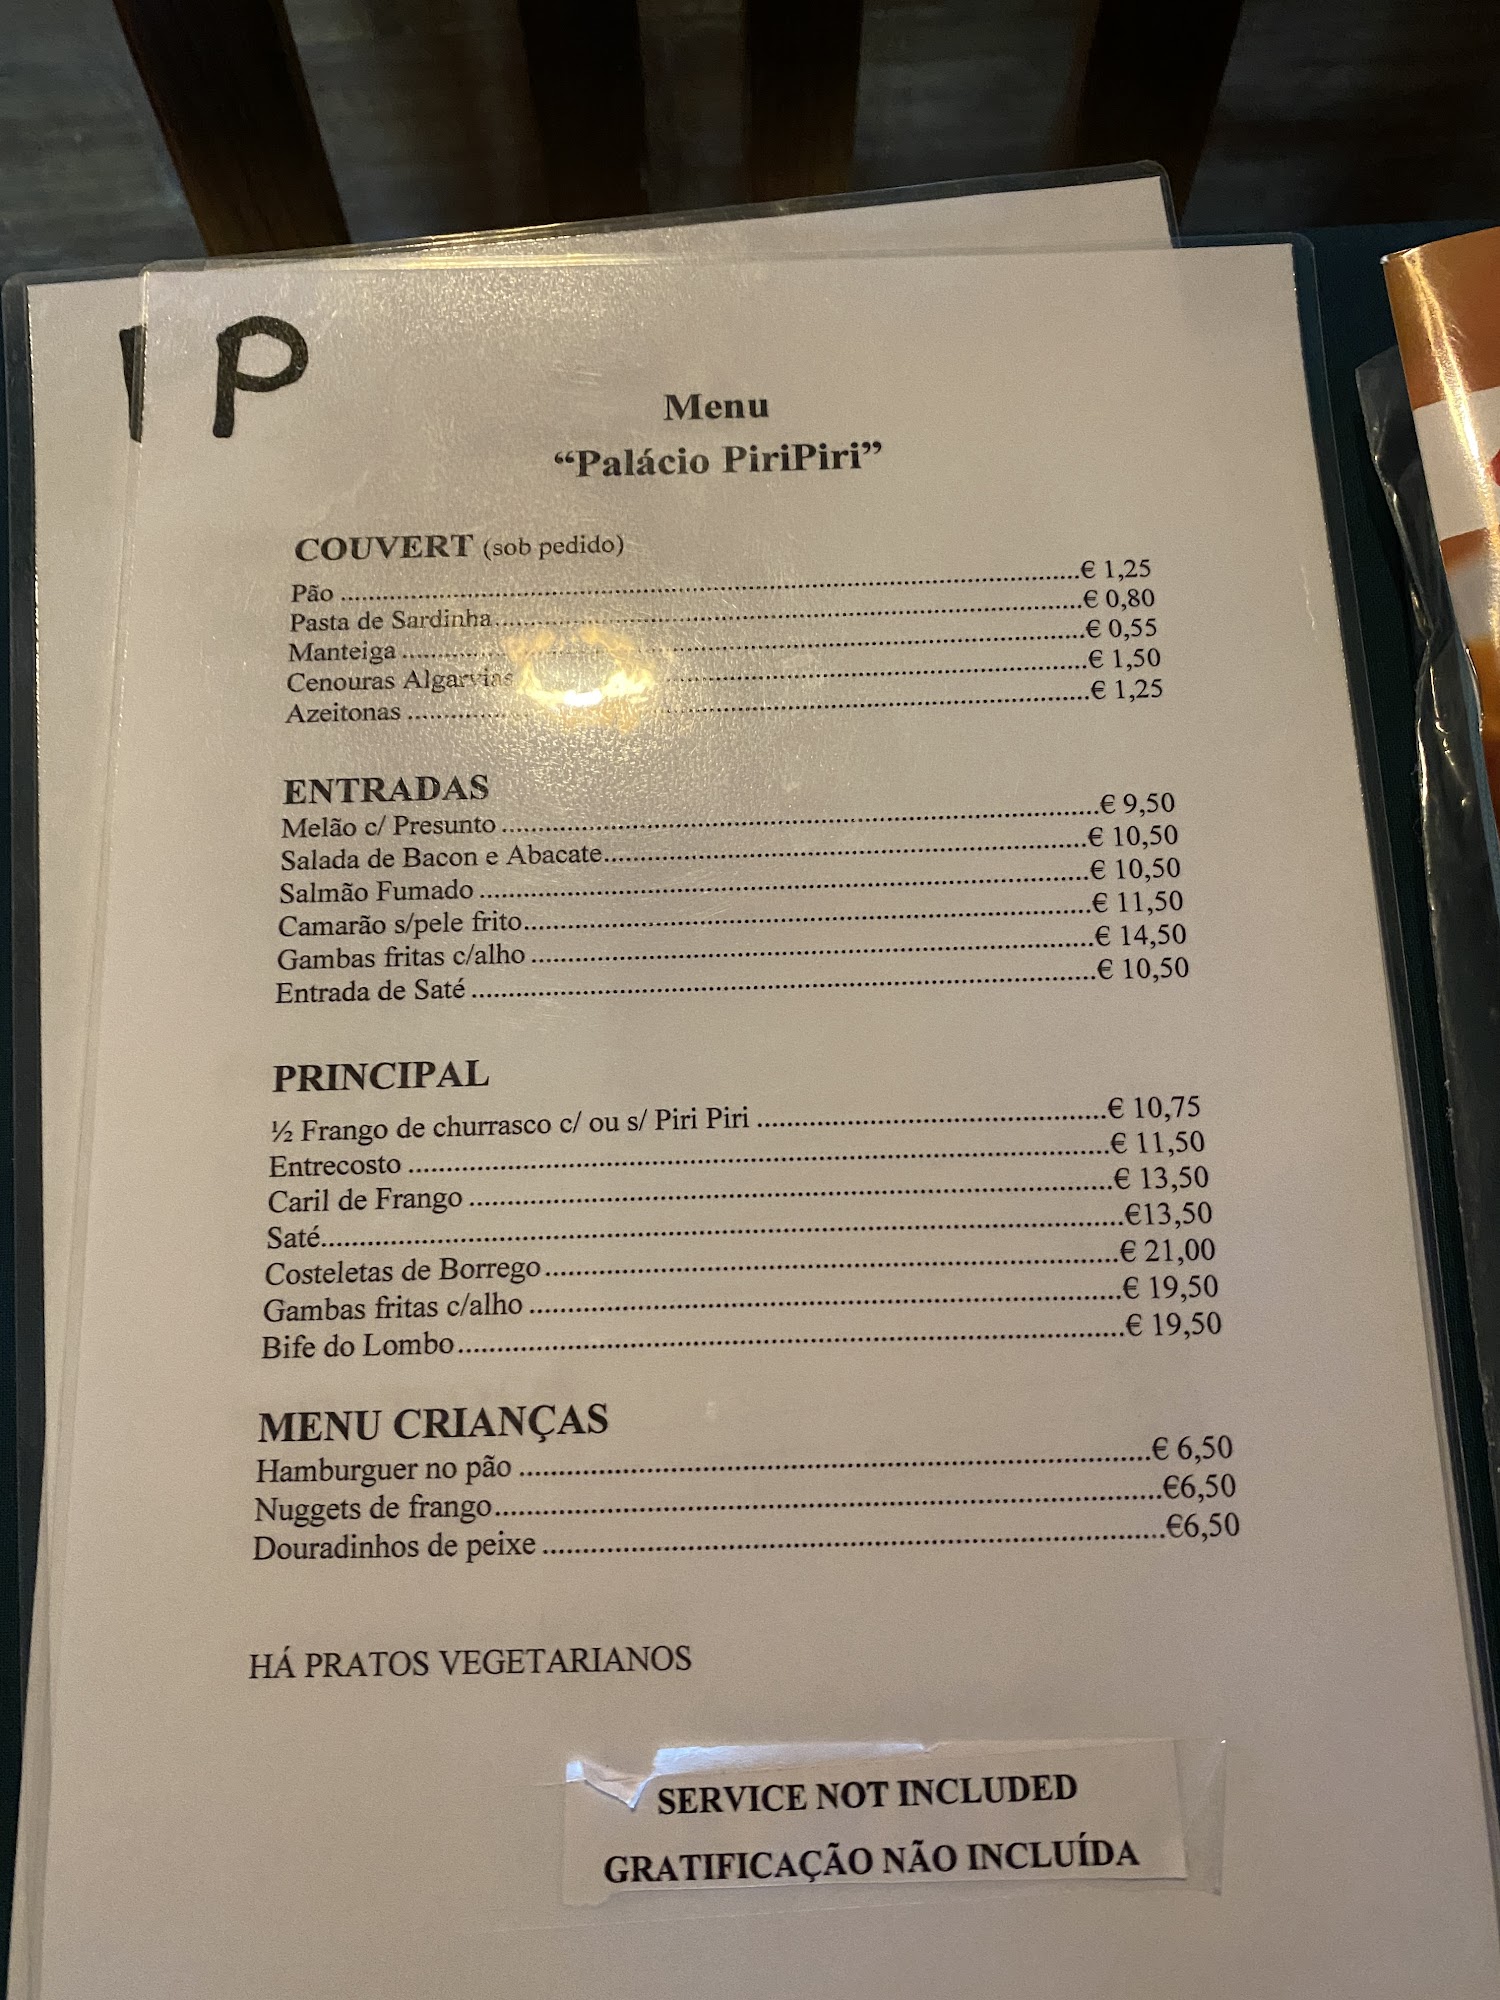 P
Menu
“Palácio PiriPiri”
COUVERT (sob pedido)
Pão ........................................€ 1,25
Pasta de Sardinha........................................€ 0,80
Manteiga ........................................€ 0,55
Cenouras Algarvias ........................................€ 1,50
Azeitonas ........................................€ 1,25
ENTRADAS
Melão c/ Presunto ........................................€ 9,50
Salada de Bacon e Abacate........................................€ 10,50
Salmão Fumado ........................................€ 10,50
Camarão s/pele frito........................................€ 11,50
Gambas fritas c/alho ........................................€ 14,50
Entrada de Saté ........................................€ 10,50
PRINCIPAL
½ Frango de churrasco c/ ou s/ Piri Piri ........................................€ 10,75
Entrecosto ........................................€ 11,50
Caril de Frango ........................................€ 13,50
Saté........................................€13,50
Costeletas de Borrego........................................€ 21,00
Gambas fritas c/alho ........................................€ 19,50
Bife do Lombo........................................€ 19,50
MENU CRIANÇAS
Hamburguer no pão ........................................€ 6,50
Nuggets de frango........................................€6,50
Douradinhos de peixe ........................................€6,50
HÁ PRATOS VEGETARIANOS
SERVICE NOT INCLUDED
GRATIFICAÇÃO NÃO INCLUÍDA